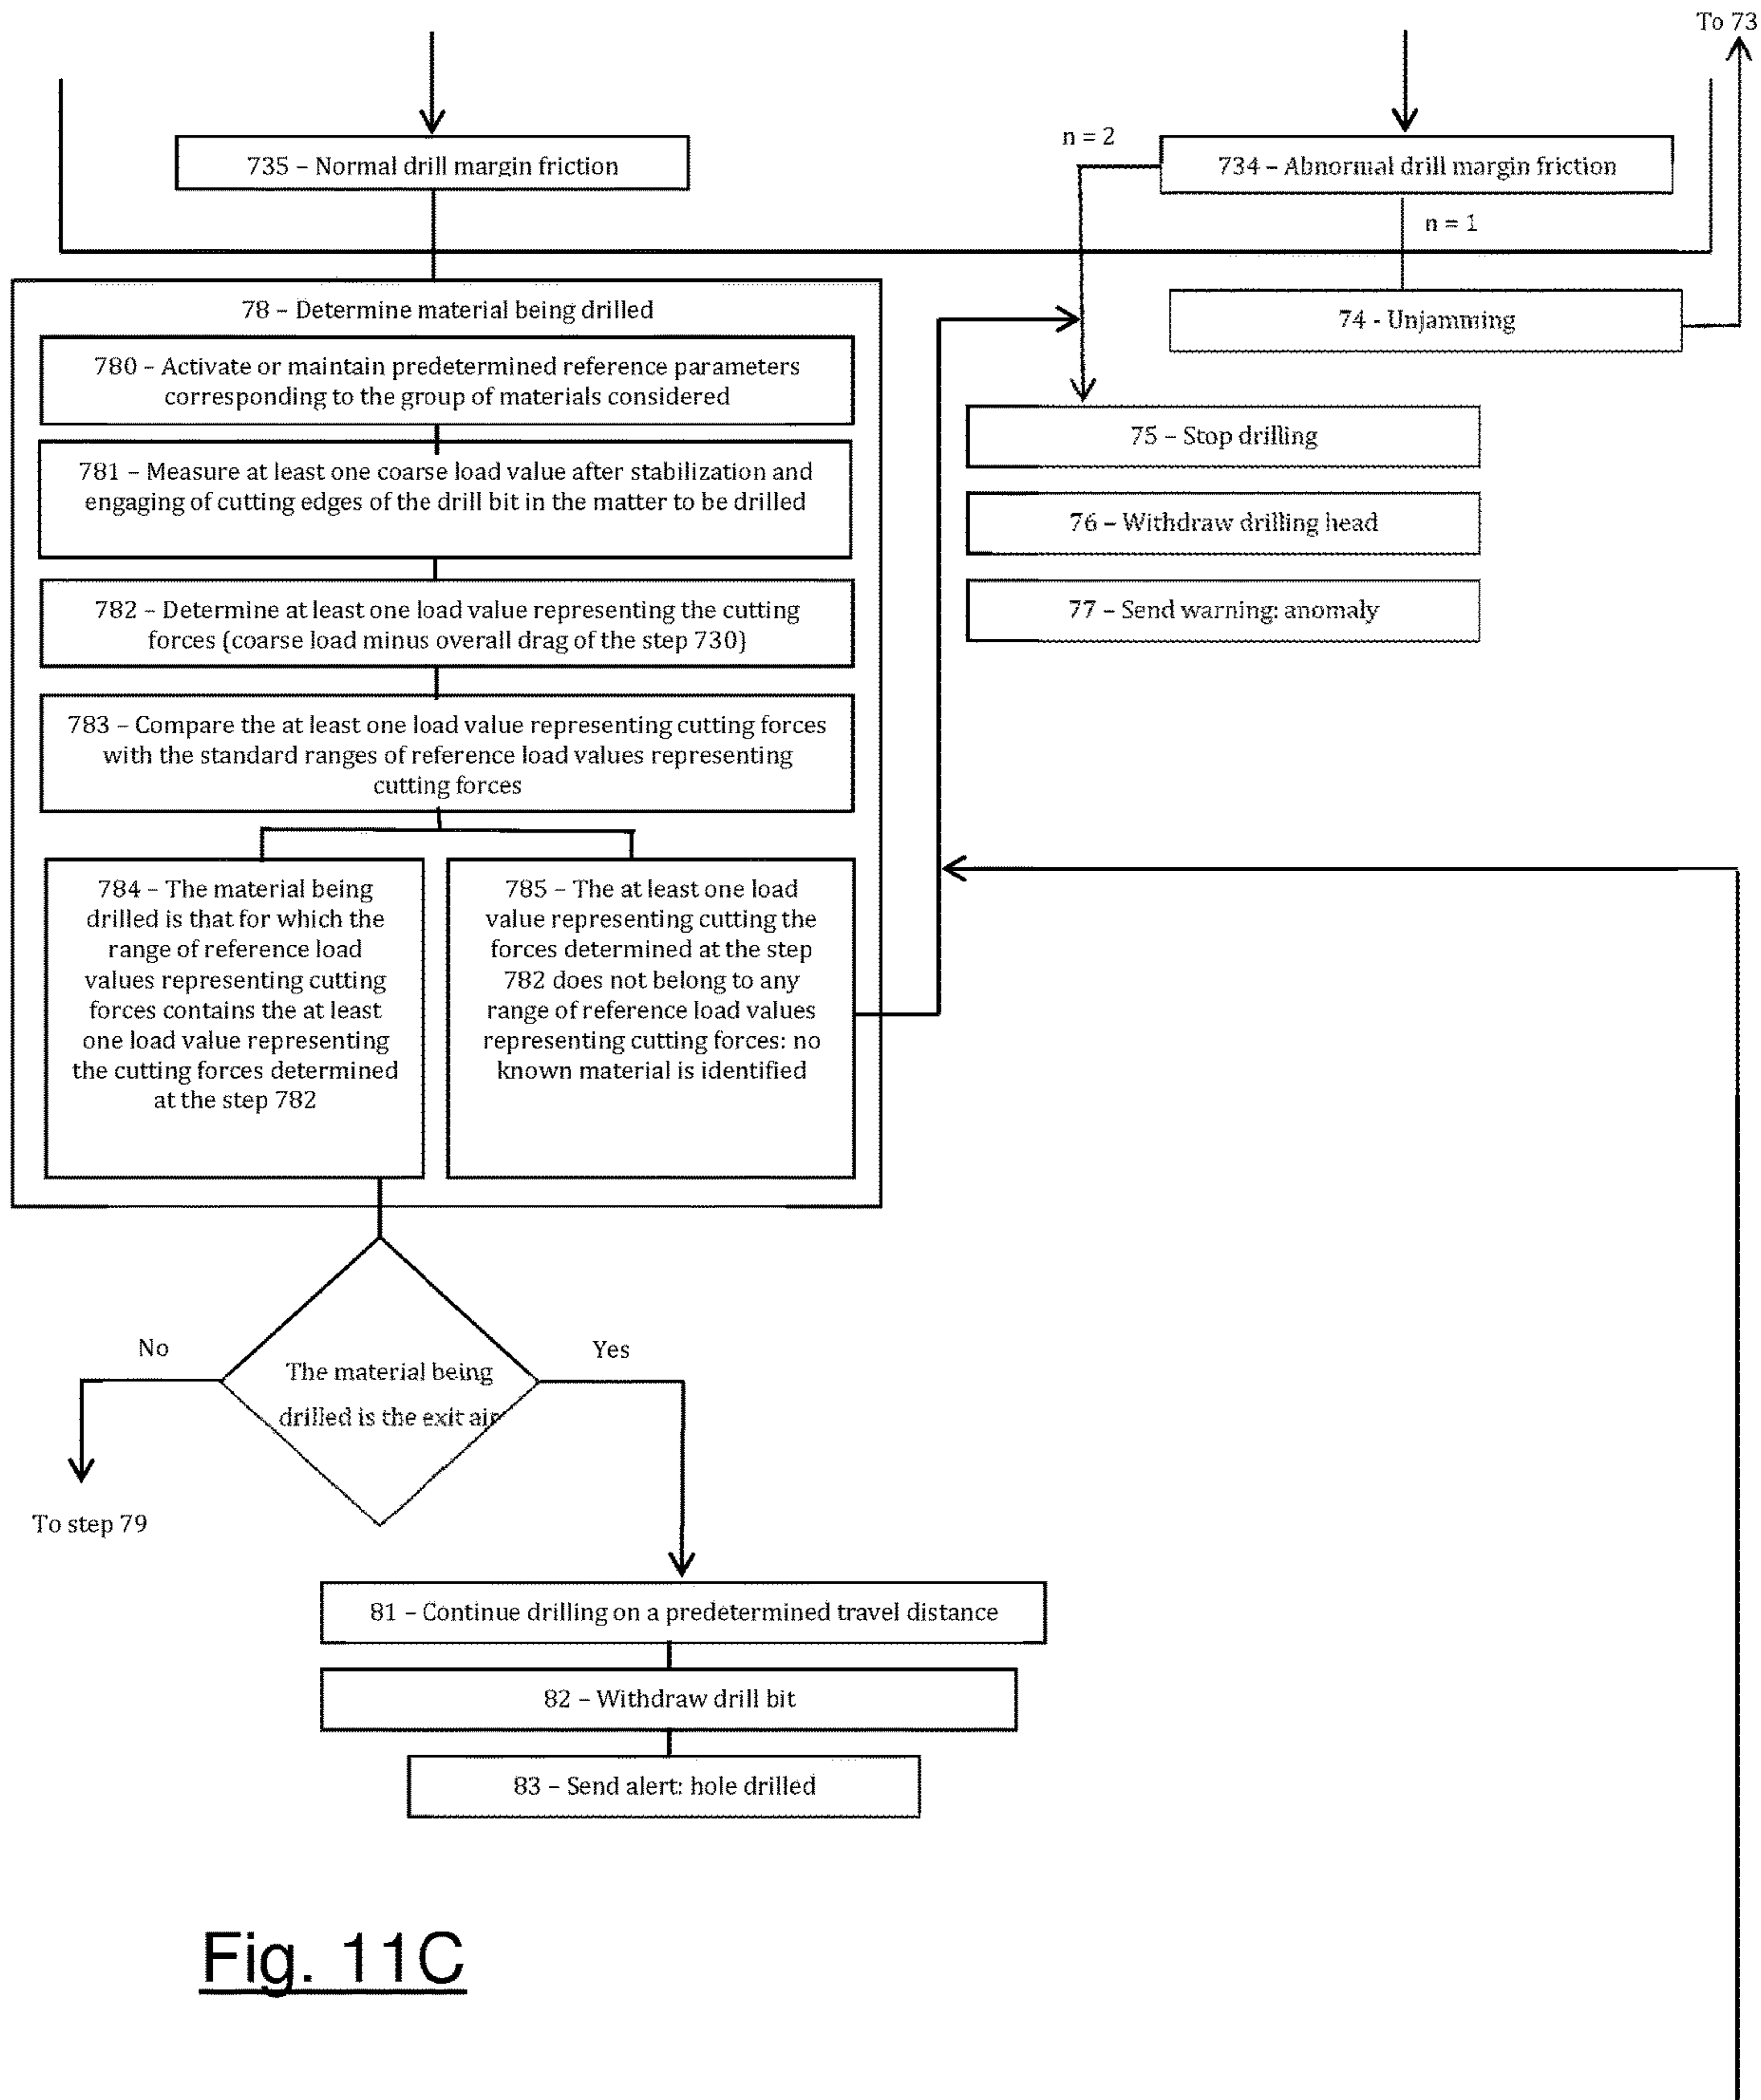 To 73
n = 2
735 – Normal drill margin friction
734 – Abnormal drill margin friction
n = 1
78 – Determine material being drilled
74 - Unjamming
780 – Activate or maintain predetermined reference parameters
corresponding to the group of materials considered
75 – Stop drilling
781 – Measure at least one coarse load value after stabilization and
engaging of cutting edges of the drill bit in the matter to be drilled
76 – Withdraw drilling head
77 – Send warning: anomaly
782 – Determine at least one load value representing the cutting
forces (coarse load minus overall drag of the step 730)
783 – Compare the at least one load value representing cutting forces
with the standard ranges of reference load values representing
cutting forces
784 – The material being
drilled is that for which the
range of reference load
values representing cutting
forces contains the at least
one load value representing
the cutting forces determined
at the step 782
785 – The at least one load
value representing cutting the
forces determined at the step
782 does not belong to any
range of reference load values
representing cutting forces: no
known material is identified
No
Yes
The material being
drilled is the exit air
To step 79
81 – Continue drilling on a predetermined travel distance
82 – Withdraw drill bit
83 – Send alert: hole drilled
Fig. 11C